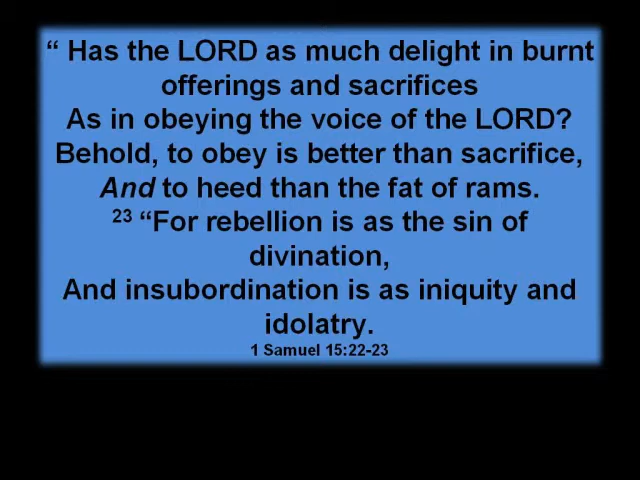 “ Has the LORD as much delight in burnt
offerings and sacrifices
As in obeying the voice of the LORD?
Behold, to obey is better than sacrifice,
And to heed than the fat of rams.
23 “For rebellion is as the sin of
divination,
And insubordination is as iniquity and
idolatry.
1 Samuel 15:22-23